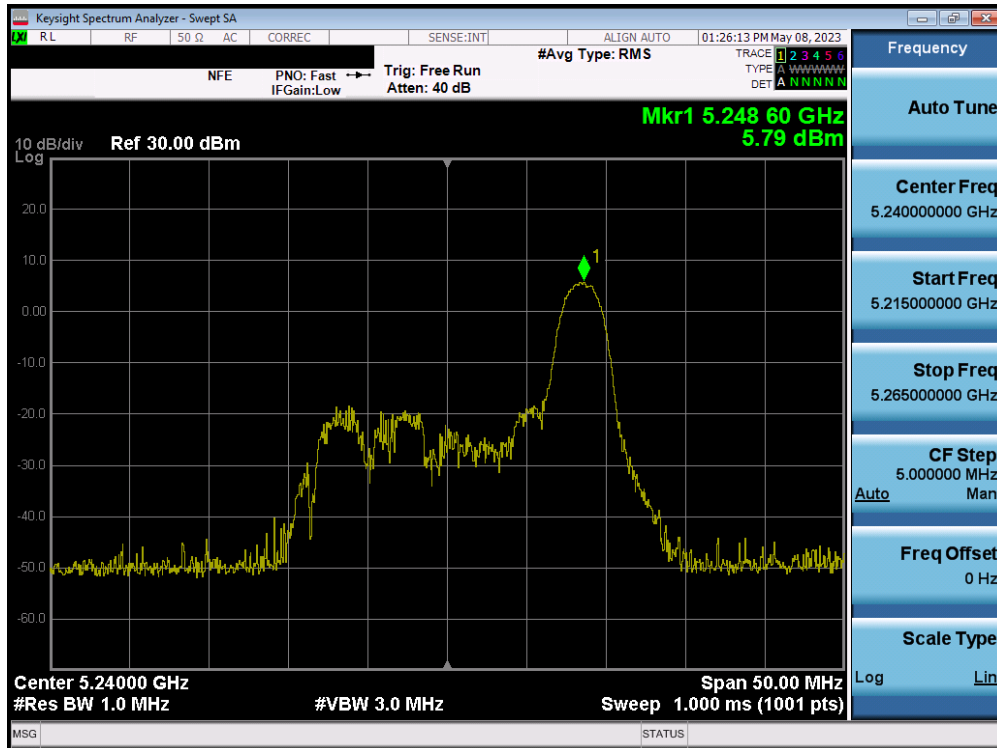 Keysight Spectrum Analyzer - Swept SA
LXI RL RF 50 Ω AC CORREC SENSE:INT ALIGN AUTO 01:26:13 PM May 08, 2023
#Avg Type: RMS
TRACE 1 2 3 4 5 6
TYPE A WWWWW
DET A N N N N N
NFE PNO: Fast Trig: Free Run
IFGain:Low Atten: 40 dB
Mkr1 5.248 60 GHz
5.79 dBm
10 dB/div Ref 30.00 dBm
Log
20.0
10.0
0.00
-10.0
-20.0
-30.0
-40.0
-50.0
-60.0
1
Center 5.24000 GHz Span 50.00 MHz
#Res BW 1.0 MHz #VBW 3.0 MHz Sweep 1.000 ms (1001 pts)
MSG STATUS
Frequency
Auto Tune
Center Freq
5.240000000 GHz
Start Freq
5.215000000 GHz
Stop Freq
5.265000000 GHz
CF Step
5.000000 MHz
Auto Man
Freq Offset
0 Hz
Scale Type
Log Lin